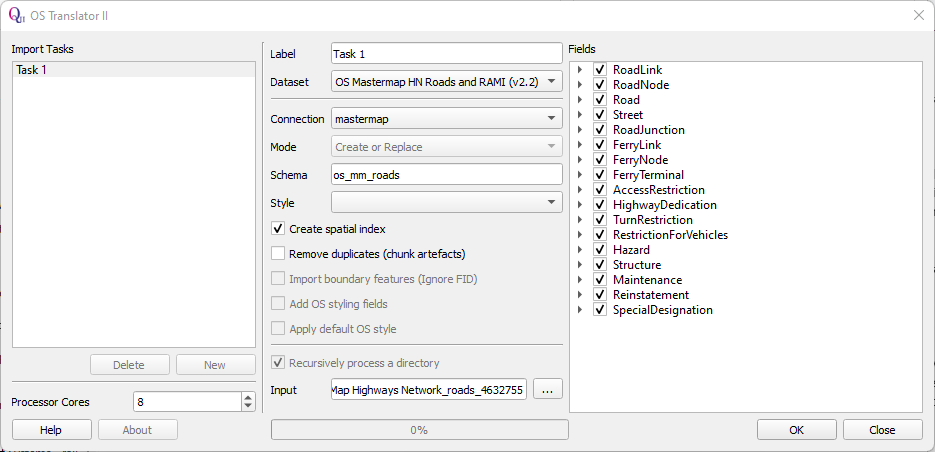 OS Translator II
Import Tasks
Task 1
Delete
New
Processor Cores
8
Help
About
Label
Task 1
Dataset
OS Mastermap HN Roads and RAMI (v2.2)
Connection
mastermap
Mode
Create or Replace
Schema
os_mm_roads
Style
Create spatial index
Remove duplicates (chunk artefacts)
Import boundary features (Ignore FID)
Add OS styling fields
Apply default OS style
Recursively process a directory
Input
Map Highways Network_roads_4632755
...
0%
Fields
RoadLink
RoadNode
Road
Street
RoadJunction
FerryLink
FerryNode
FerryTerminal
AccessRestriction
HighwayDedication
TurnRestriction
RestrictionForVehicles
Hazard
Structure
Maintenance
Reinstatement
SpecialDesignation
OK
Close